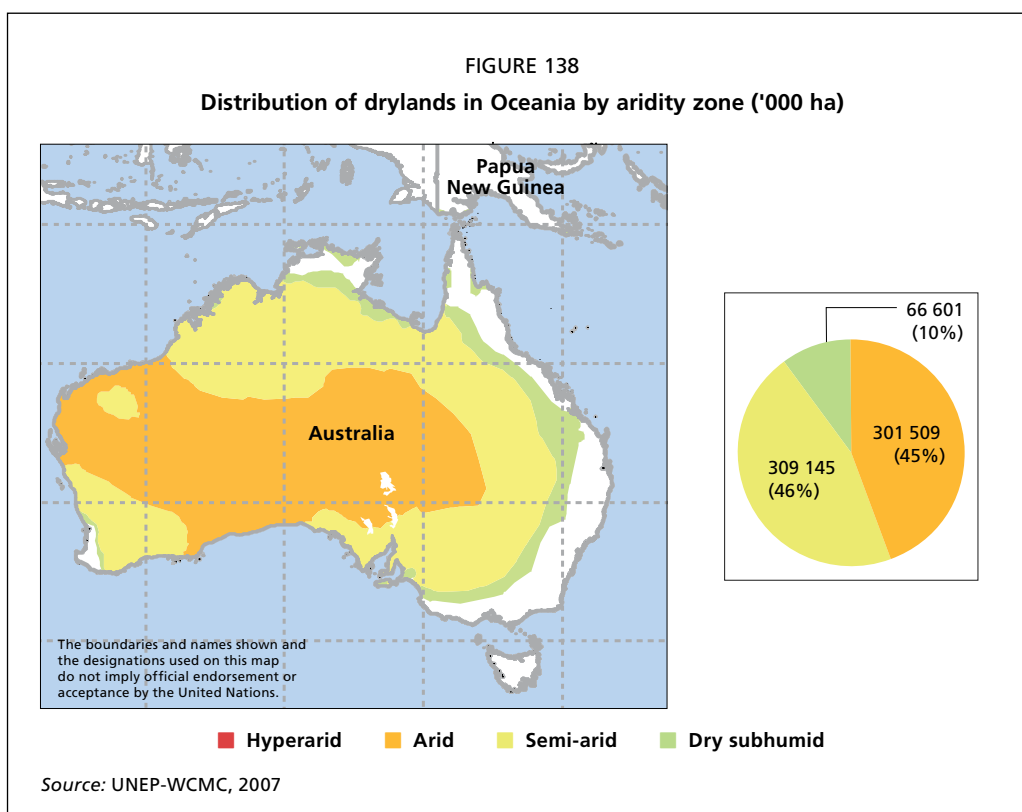 FIGURE 138
Distribution of drylands in Oceania by aridity zone ('000 ha)
Papua
New Guinea
Australia
The boundaries and names shown and
the designations used on this map
do not imply official endorsement or
acceptance by the United Nations.
66 601
(10%)
301 509
(45%)
309 145
(46%)
Hyperarid Arid Semi-arid Dry subhumid
Source: UNEP-WCMC, 2007